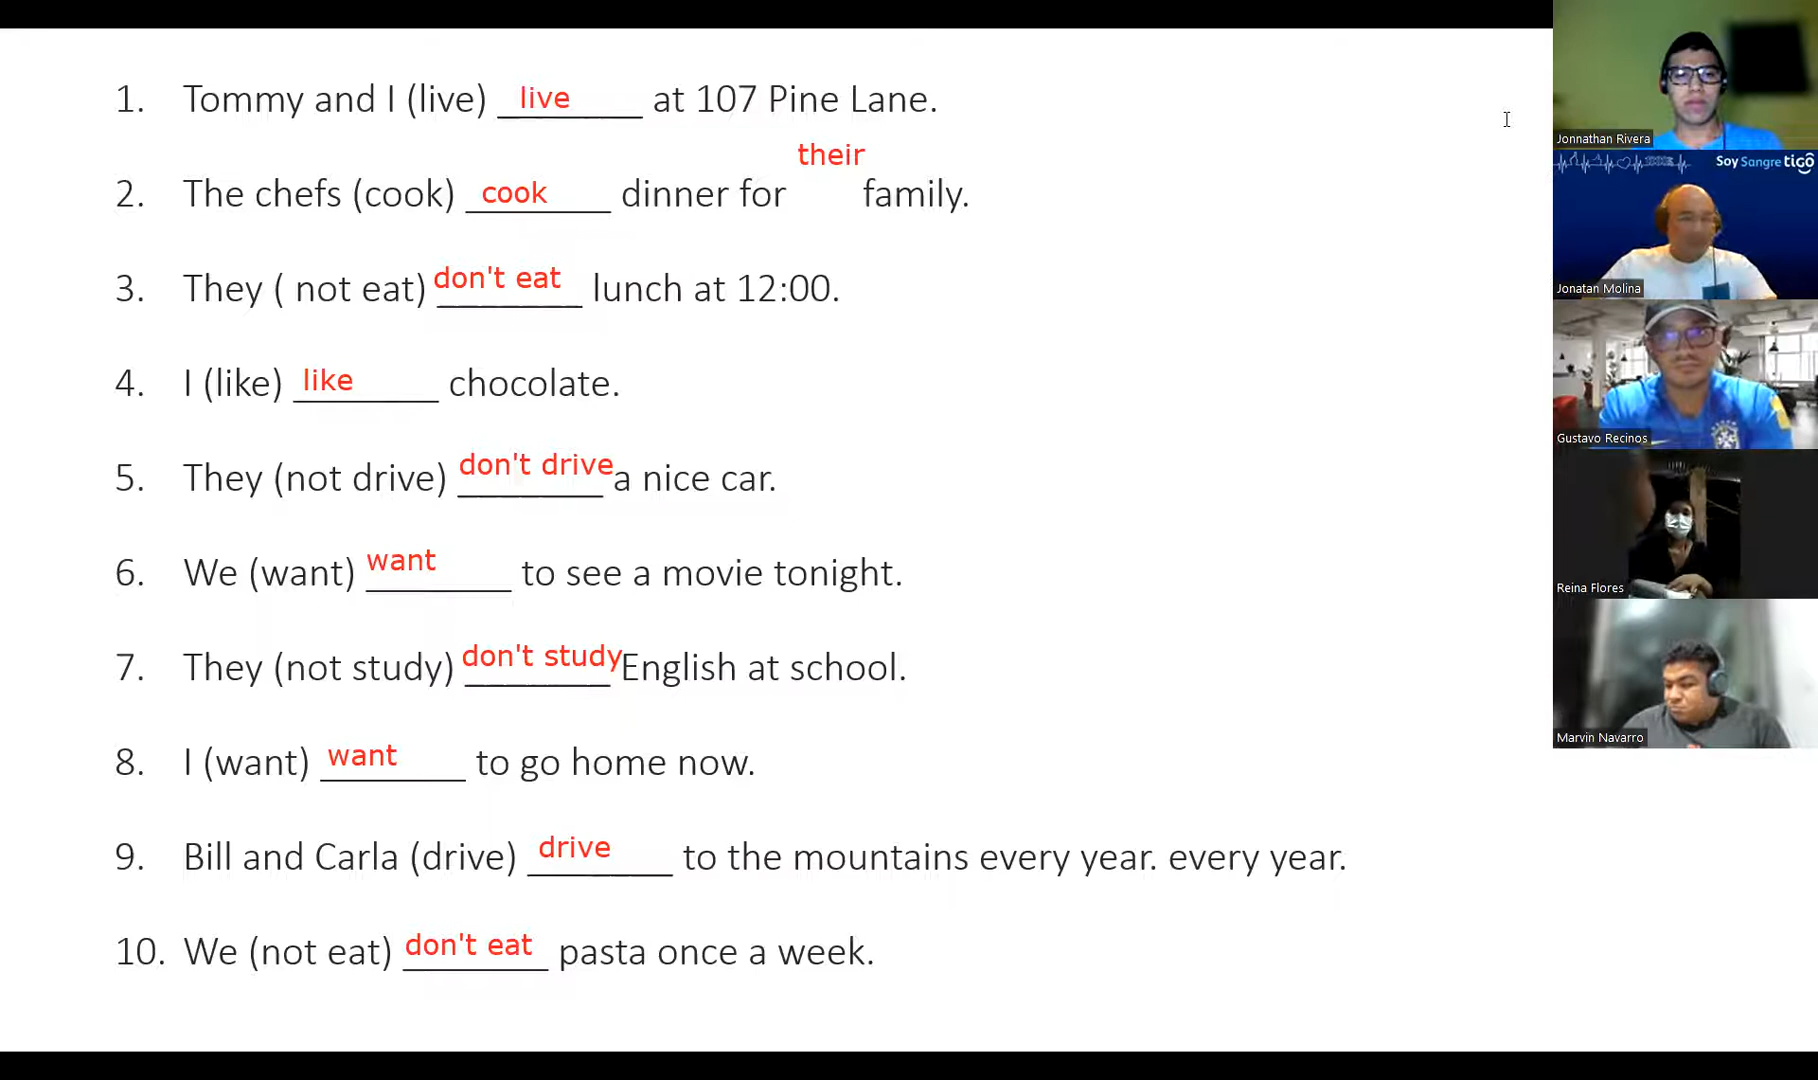 1. Tommy and I (live) live at 107 Pine Lane.
their
2. The chefs (cook) cook dinner for family.
3. They ( not eat) don't eat lunch at 12:00.
4. I (like) like chocolate.
5. They (not drive) don't drive a nice car.
6. We (want) want to see a movie tonight.
7. They (not study) don't study English at school.
8. I (want) want to go home now.
9. Bill and Carla (drive) drive to the mountains every year. every year.
10. We (not eat) don't eat pasta once a week.
Jonnathan Rivera
Soy Sangre tigo
Jonatan Molina
Gustavo Recinos
Reina Flores
Marvin Navarro